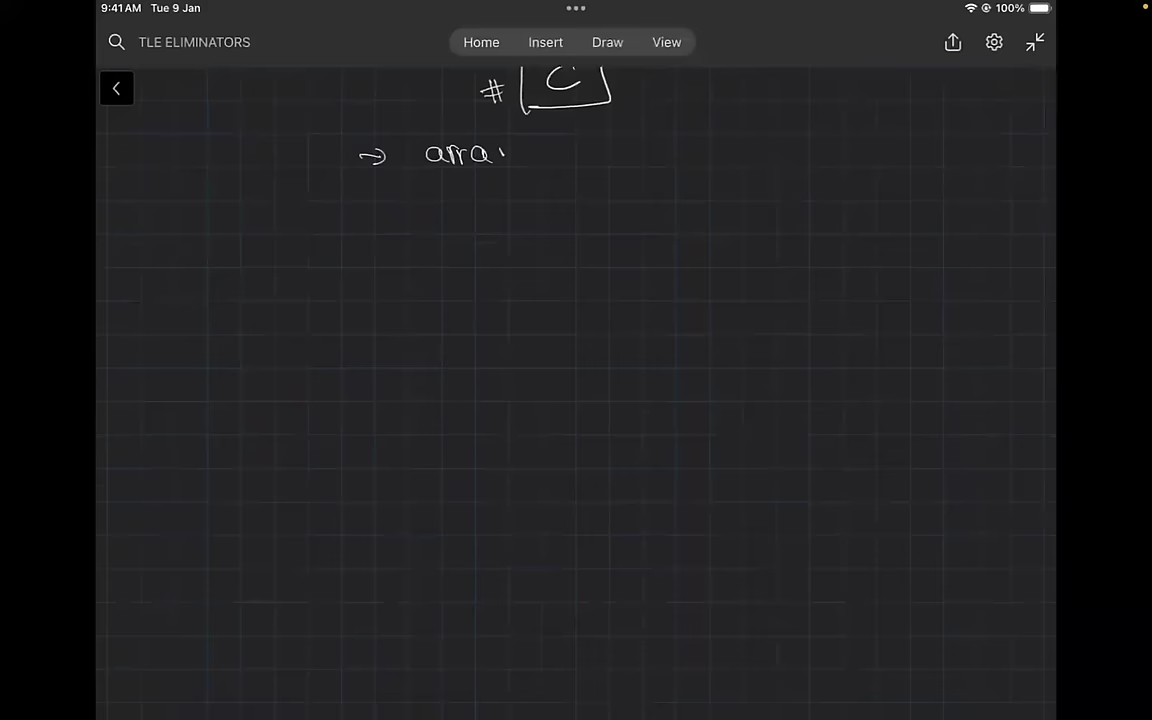 9:41 AM Tue 9 Jan 100%
TLE ELIMINATORS Home Insert Draw View
# C
→ arra